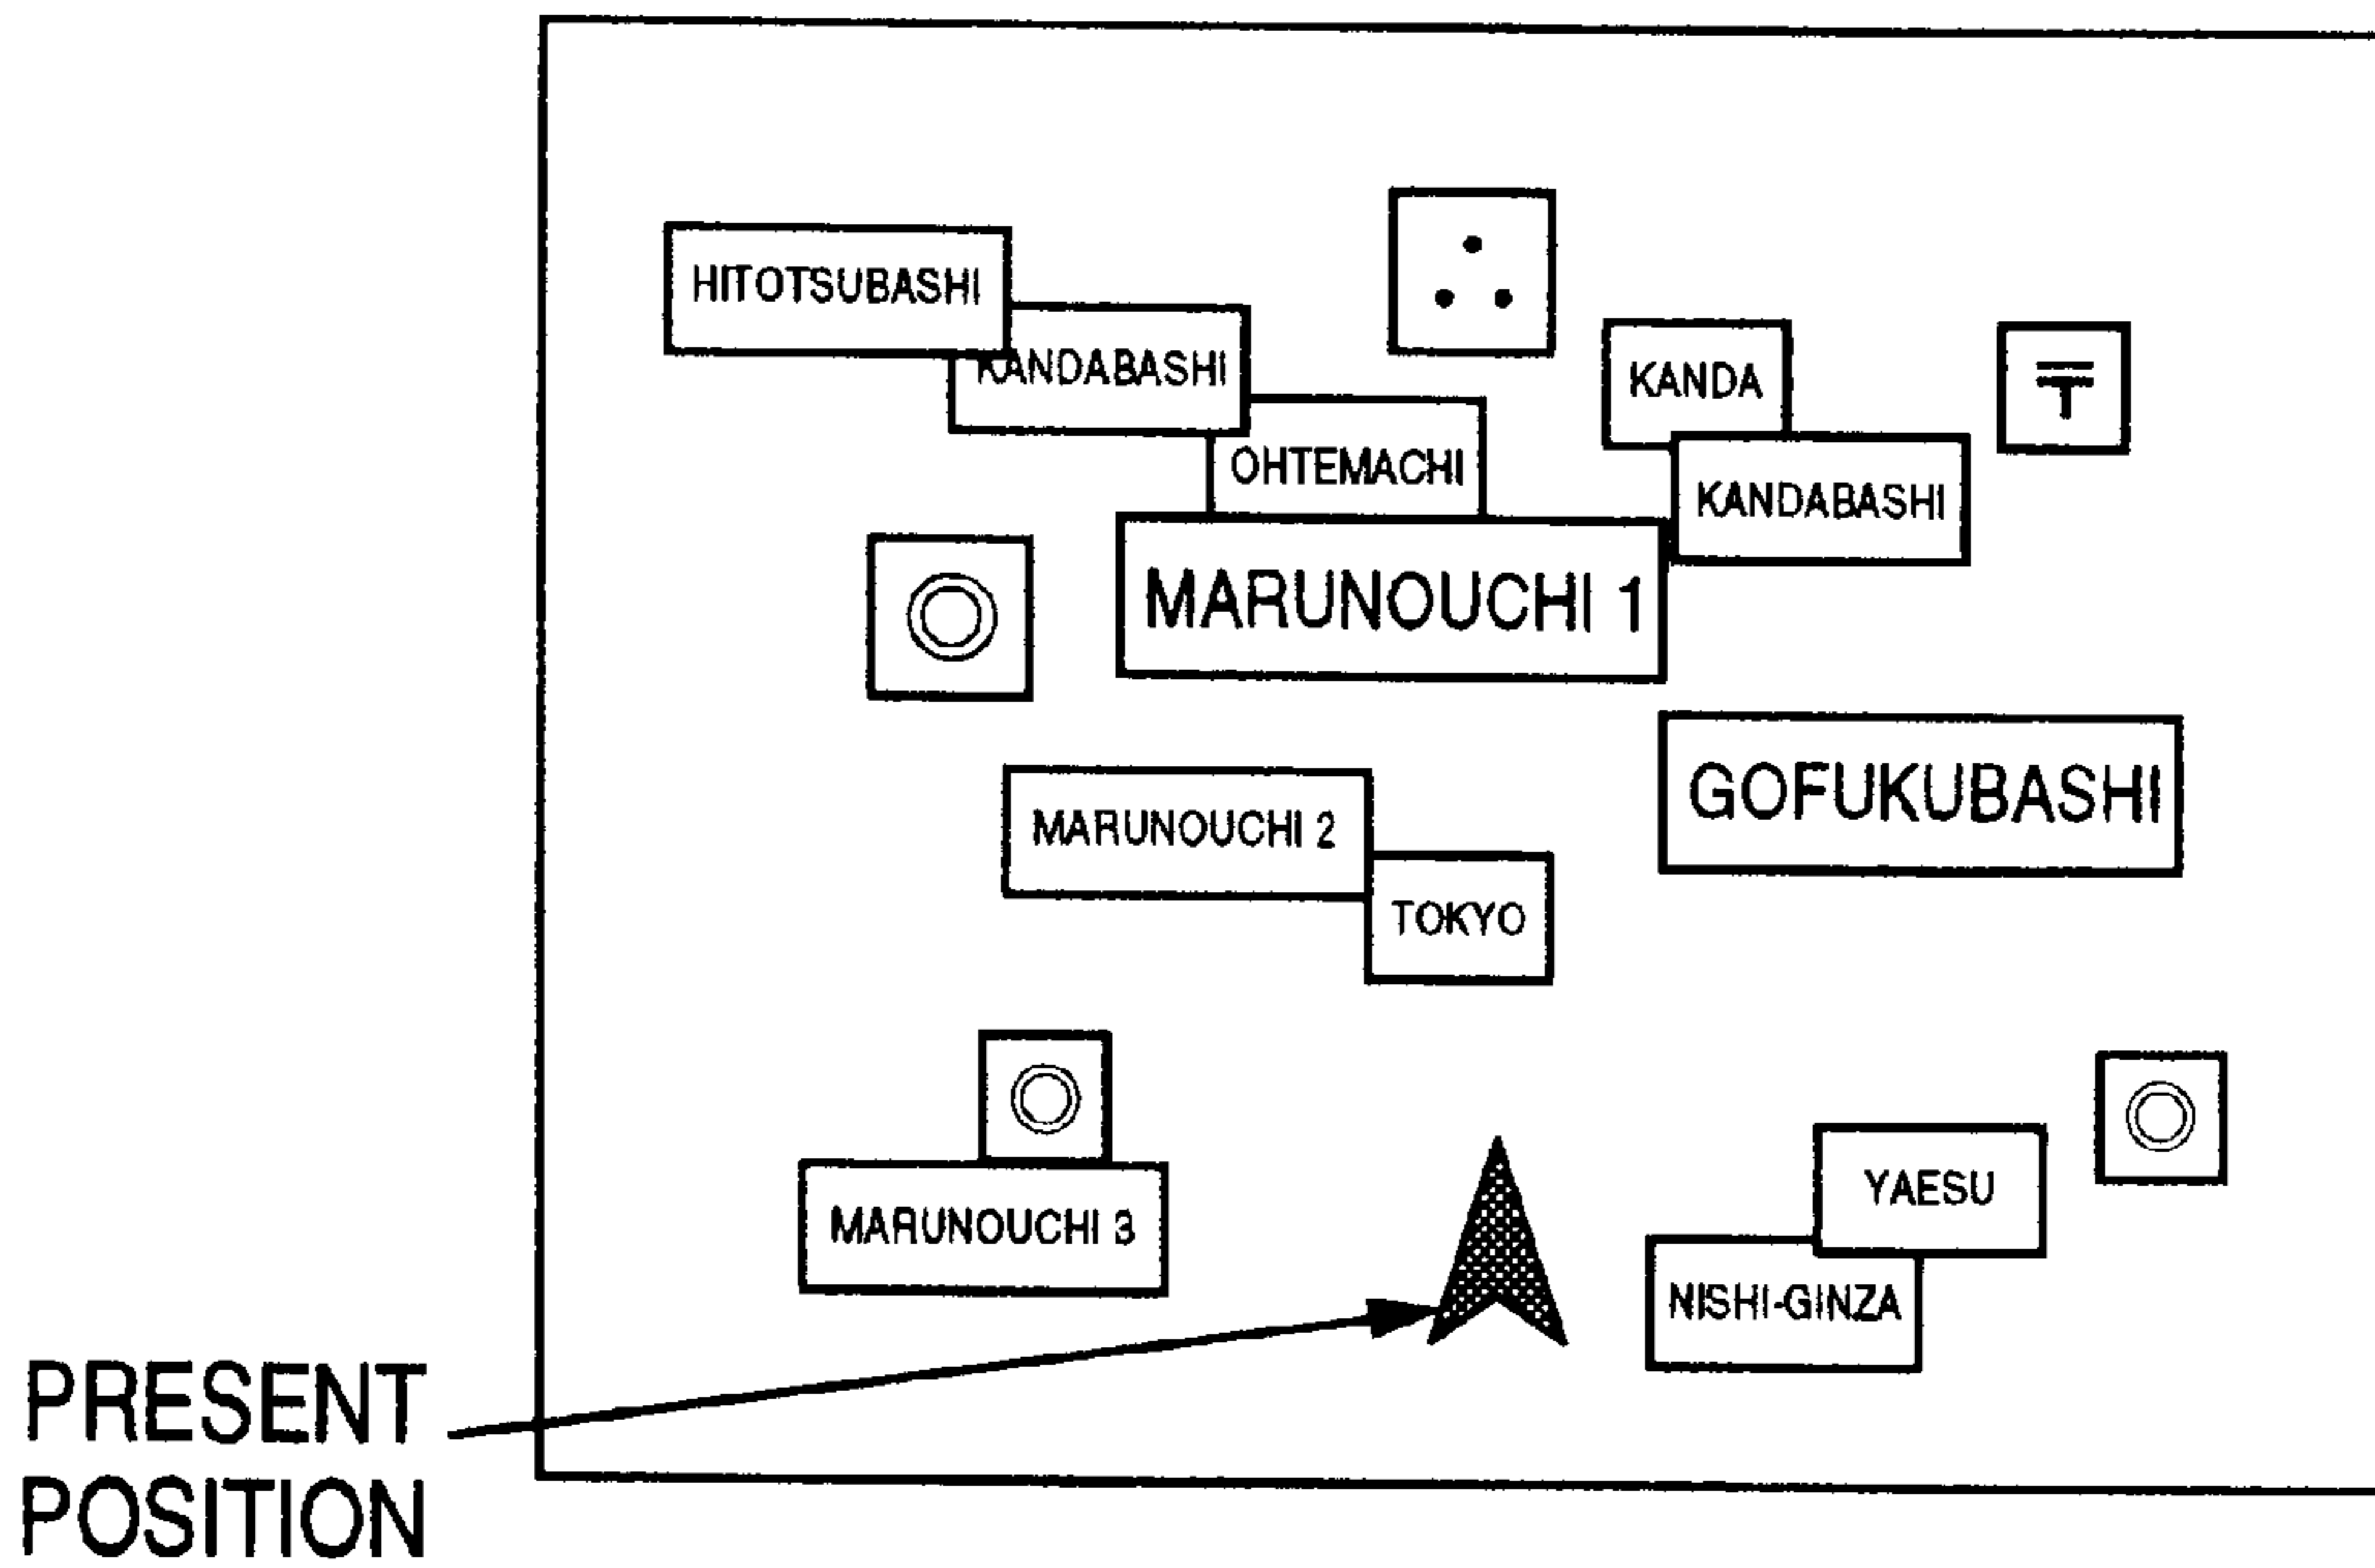 HITOTSUBASHI
KANDABASHI
KANDA
〒
OHTEMACHI
KANDABASHI
MARUNOUCHI 1
GOFUKUBASHI
MARUNOUCHI 2
TOKYO
YAESU
MARUNOUCHI 3
NISHI-GINZA
PRESENT
POSITION